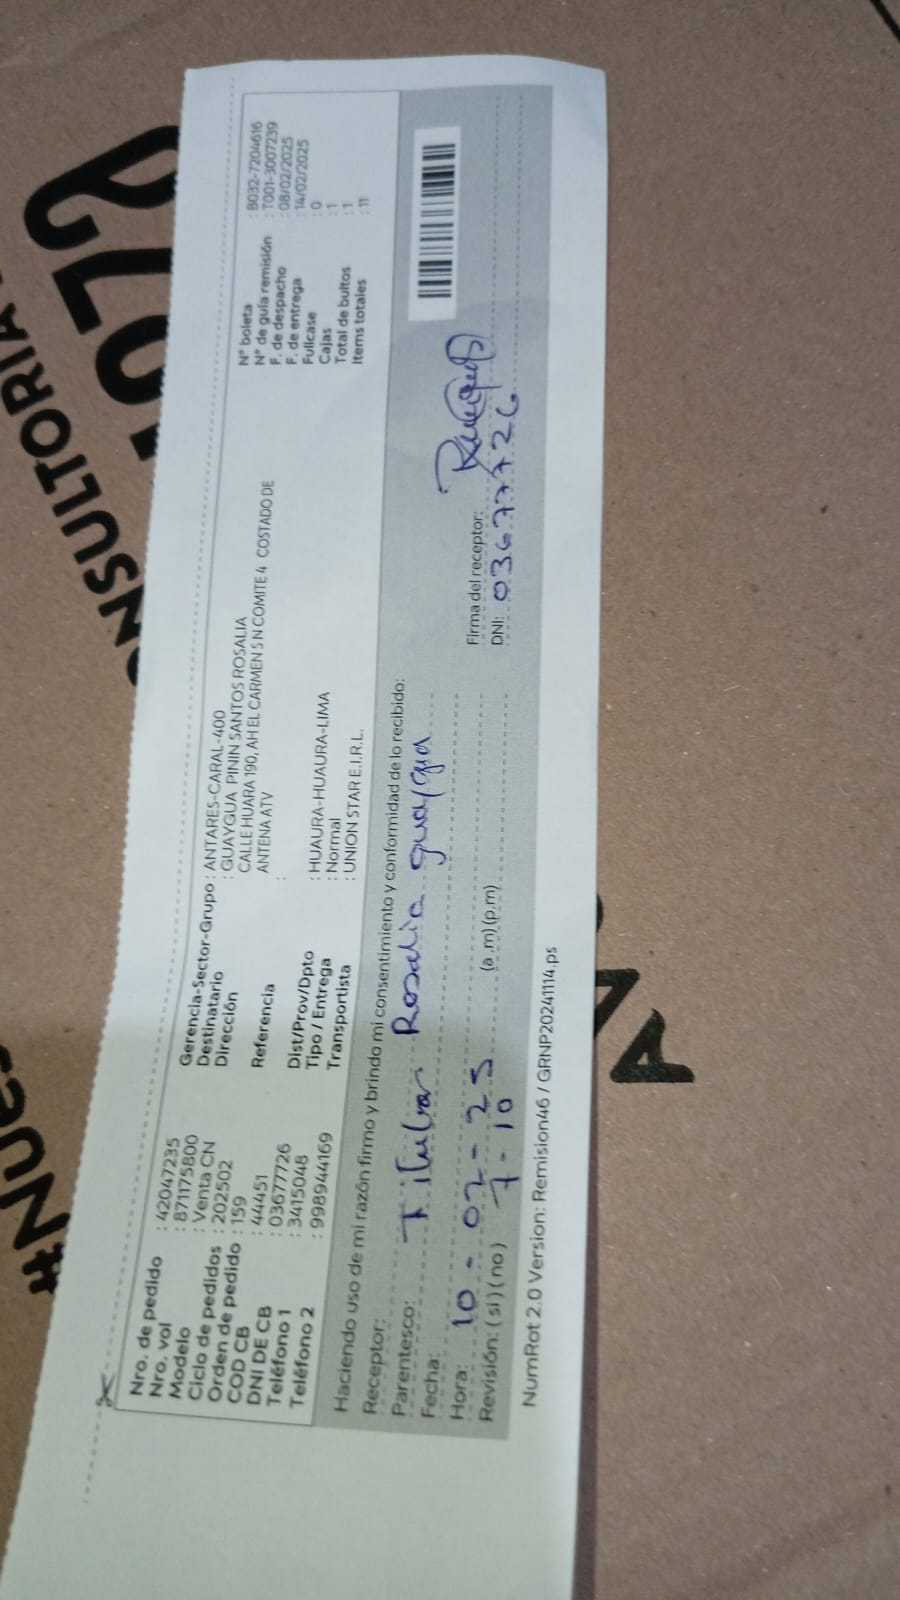 Nro. de pedido : 42047235
Nro. vol : 871175800
Modelo : Venta CN
Ciclo de pedidos : 202502
Orden de pedido : 159
COD CB : 44451
DNI DE CB : 03677726
Teléfono 1 : 3415048
Teléfono 2 : 998944169
Gerencia-Sector-Grupo : ANTARES-CARAL-400
Destinatario : GUAYGUA PININ SANTOS ROSALIA
Dirección CALLE HUARA 190, AH EL CARMEN S N COMITE 4 COSTADO DE
ANTENA ATV
Referencia :
Dist/Prov/Dpto : HUAURA-HUAURA-LIMA
Tipo / Entrega : Normal
Transportista : UNION STAR E.I.R.L.
N° boleta : B032-7204616
N° de guía remisión : T001-3007239
F. de despacho : 08/02/2025
F. de entrega : 14/02/2025
Fullcase : 0
Cajas : 1
Total de bultos : 1
Items totales : 11
Haciendo uso de mi razón firmo y brindo mi consentimiento y conformidad de lo recibido:
Receptor: Rosalia guaygua
Parentesco: Titular
Fecha: 10-02-25
Hora: 7-10 (a.m)(p.m)
Revisión: (si) (no)
Firma del receptor:
DNI: 03677726
NumRot 2.0 Version: Remision46 / GRNP20241114.ps